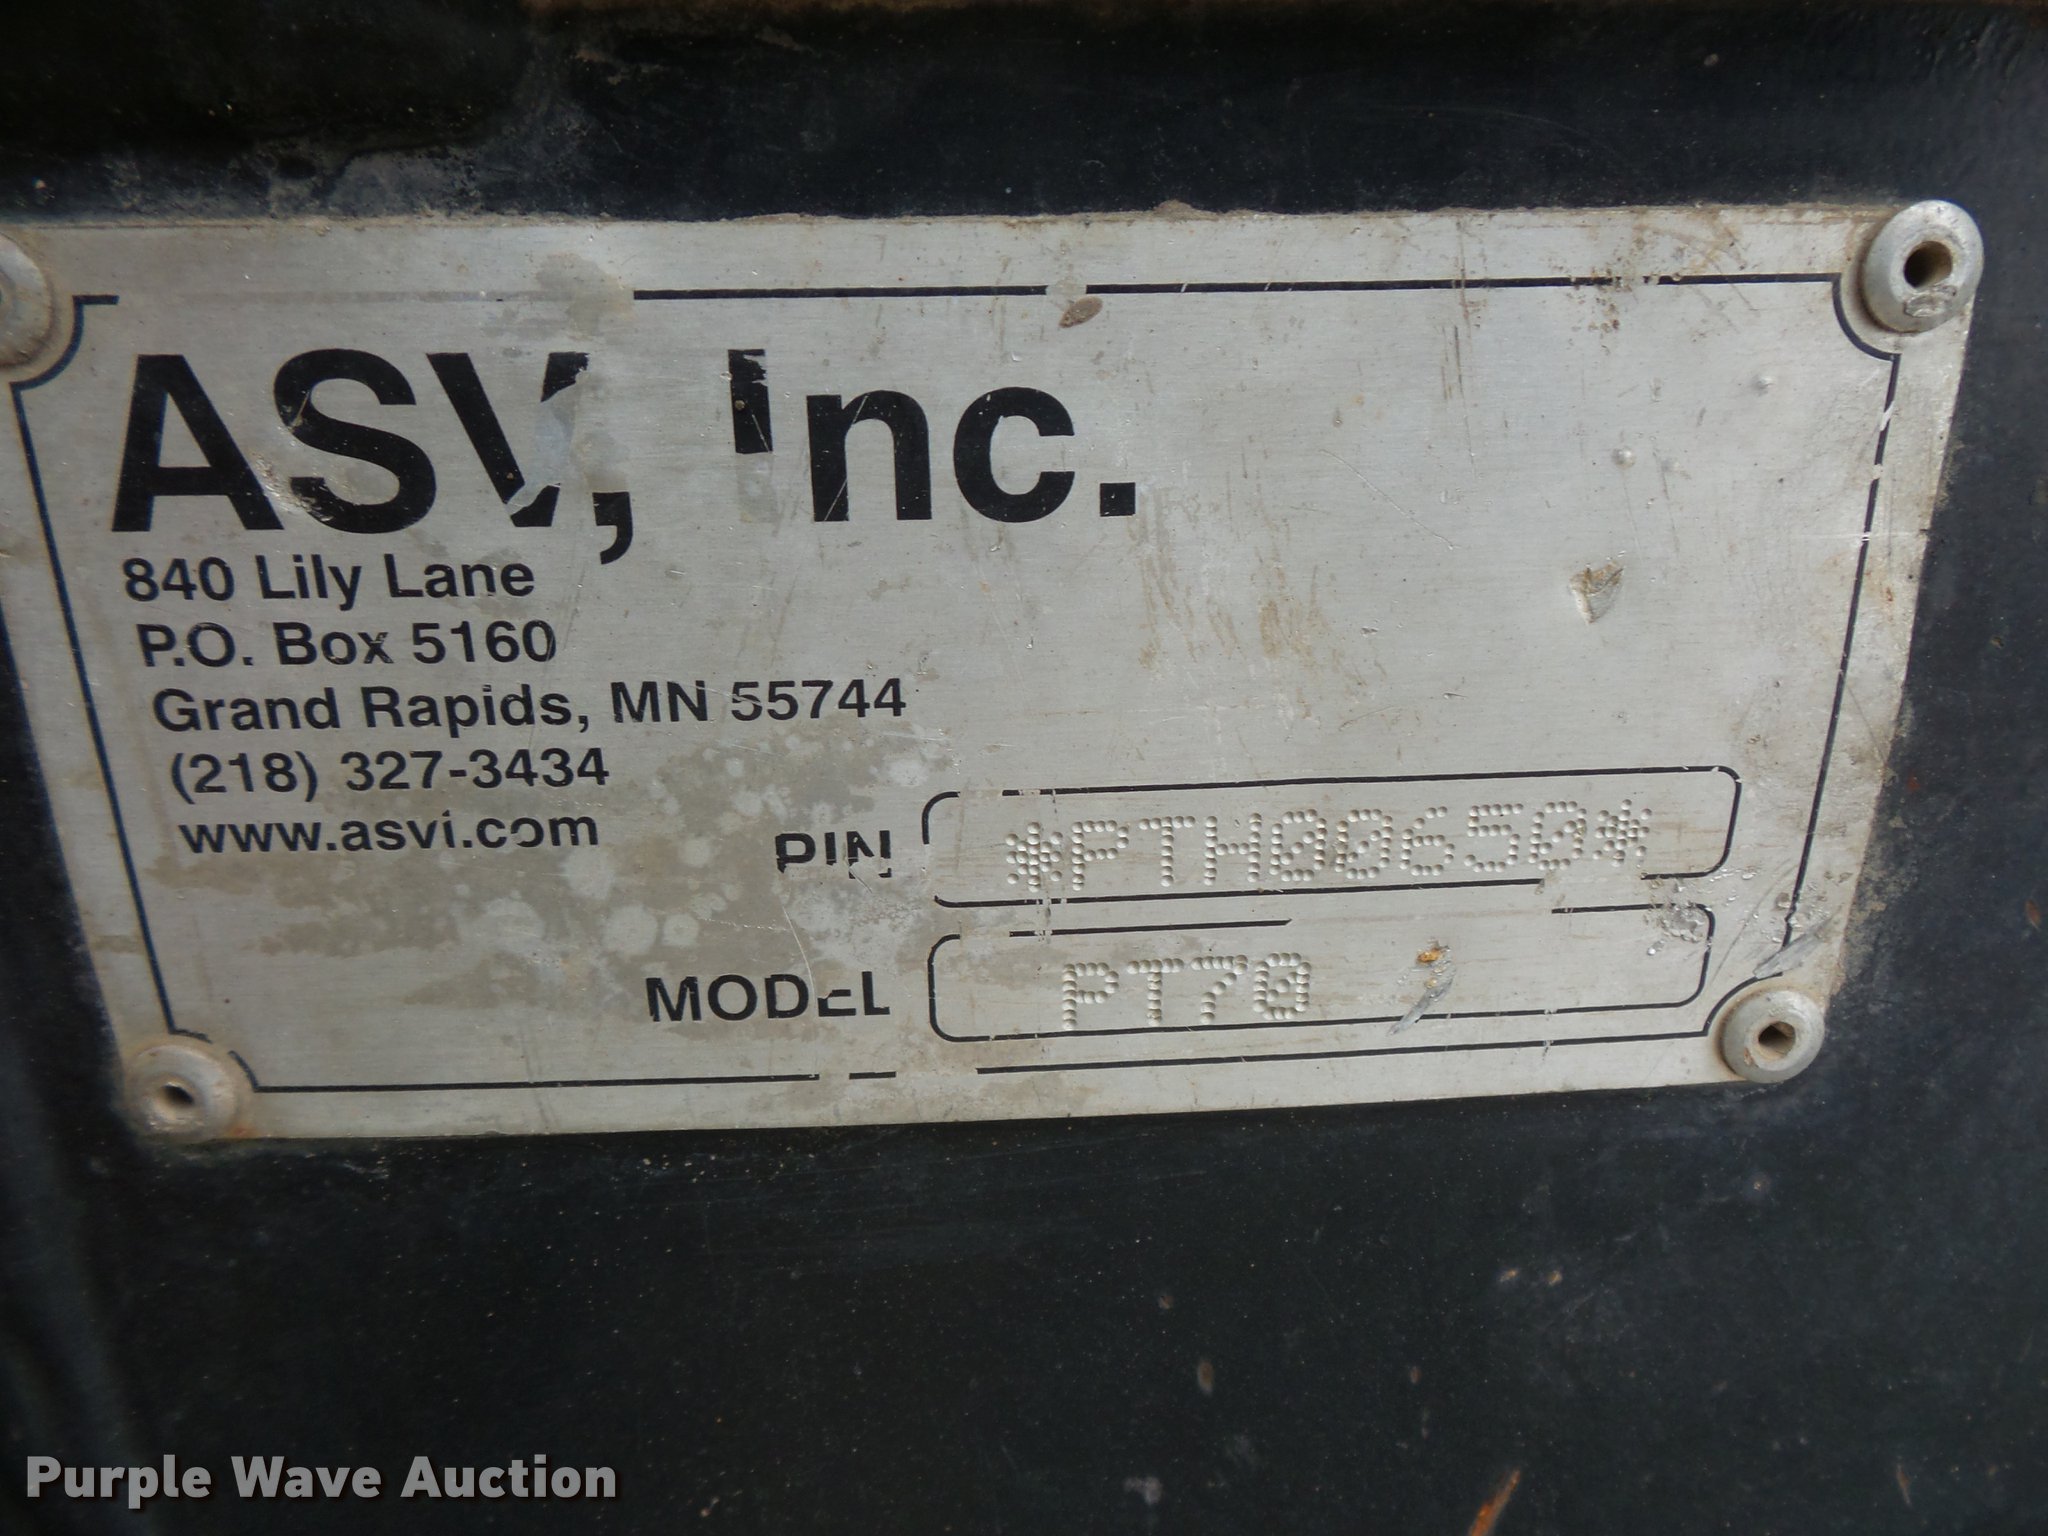 ASV, Inc.
840 Lily Lane
P.O. Box 5160
Grand Rapids, MN 55744
(218) 327-3434
www.asvi.com
PIN *PTH00650*
MODEL PT70
Purple Wave Auction